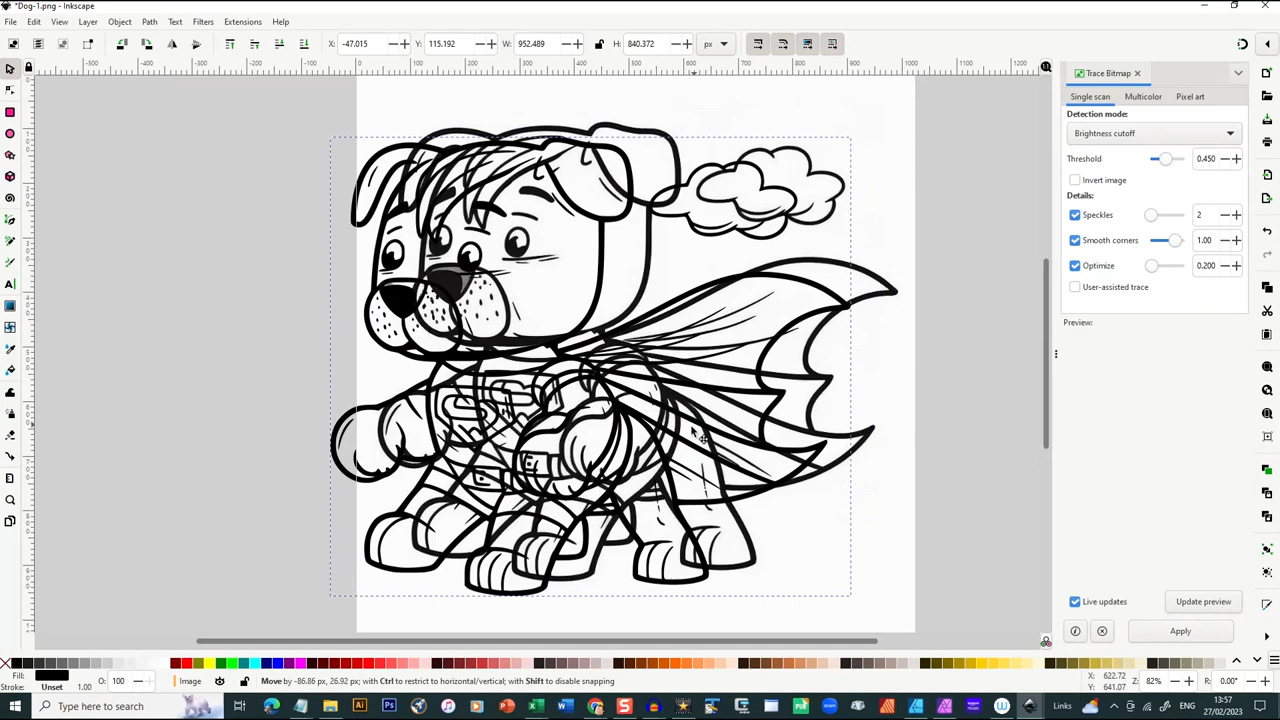 *Dog-1.png - Inkscape
File Edit View Layer Object Path Text Filters Extensions Help
X: -47.015 Y: 115.192 W: 952.489 H: 840.372 px
Trace Bitmap
Single scan Multicolor Pixel art
Detection mode:
Brightness cutoff
Threshold 0.450
Invert image
Details:
Speckles 2
Smooth corners 1.00
Optimize 0.200
User-assisted trace
Preview:
Live updates Update preview
Apply
Fill: O: 100 Image Move by -86.86 px, 26.92 px; with Ctrl to restrict to horizontal/vertical; with Shift to disable snapping X: 622.72 Z: 82% R: 0.00°
Stroke: Unset 1.00 Y: 641.07
Type here to search Links ENG 13:57
27/02/2023